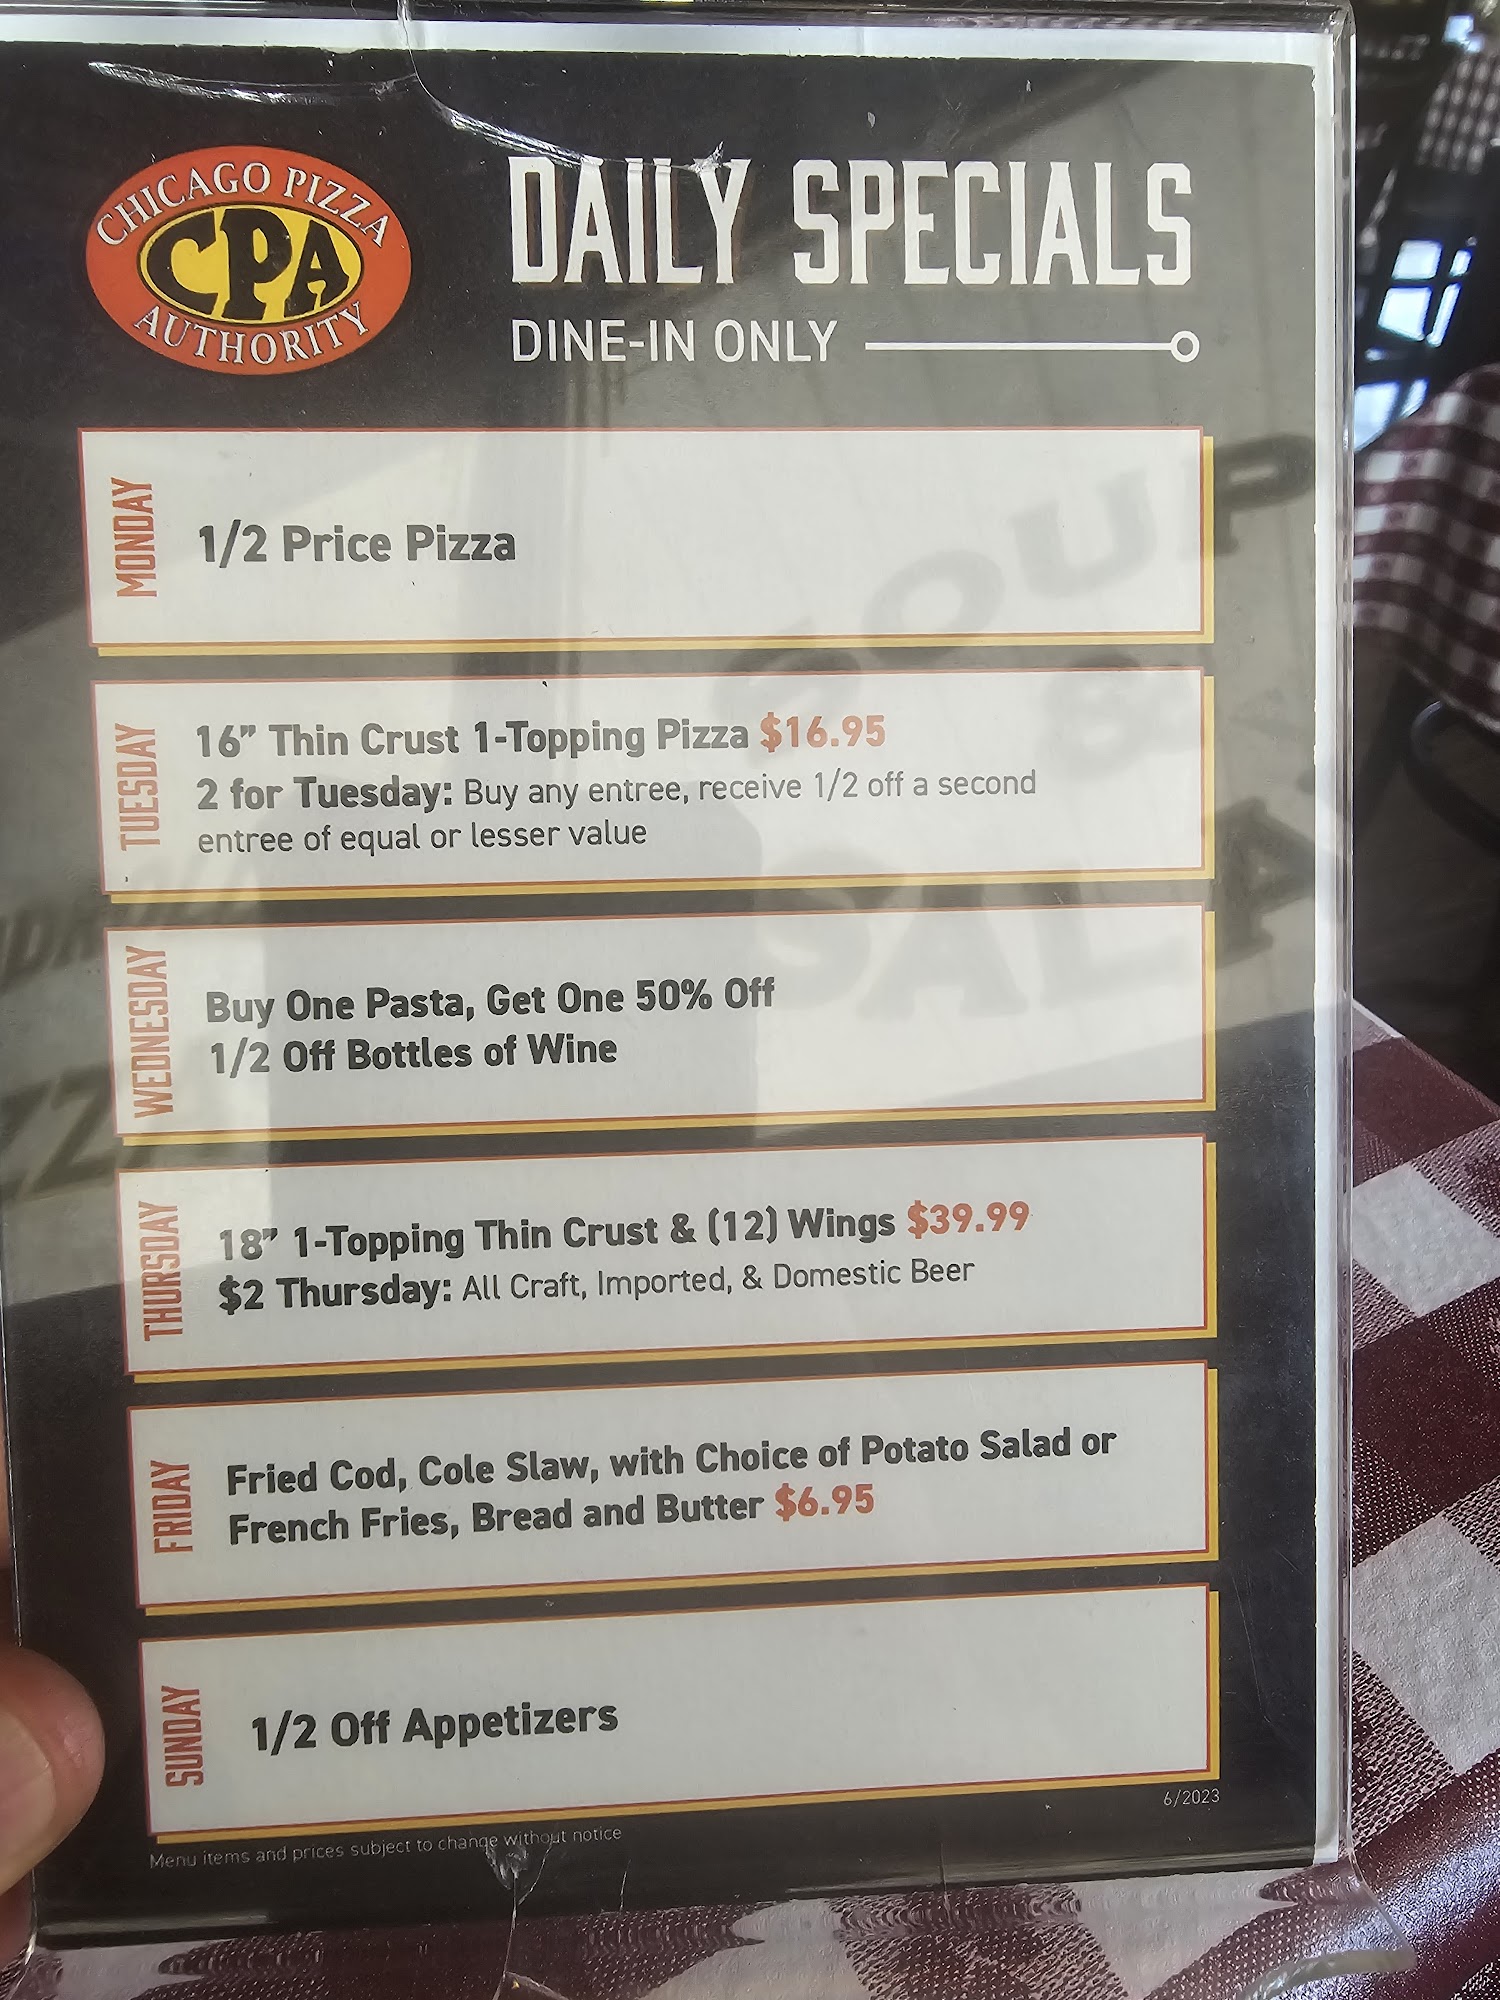 CHICAGO PIZZA
CPA
AUTHORITY
DAILY SPECIALS
DINE-IN ONLY
MONDAY
1/2 Price Pizza
TUESDAY
16” Thin Crust 1-Topping Pizza $16.95
2 for Tuesday: Buy any entree, receive 1/2 off a second
entree of equal or lesser value
WEDNESDAY
Buy One Pasta, Get One 50% Off
1/2 Off Bottles of Wine
THURSDAY
18” 1-Topping Thin Crust & (12) Wings $39.99
$2 Thursday: All Craft, Imported, & Domestic Beer
FRIDAY
Fried Cod, Cole Slaw, with Choice of Potato Salad or
French Fries, Bread and Butter $6.95
SUNDAY
1/2 Off Appetizers
6/2023
Menu items and prices subject to change without notice
SOUP
&